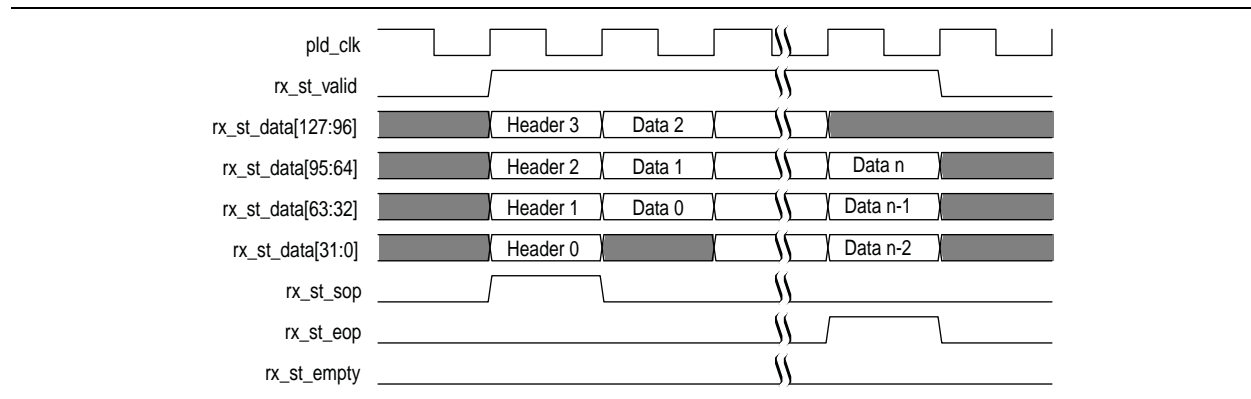 pld_clk
rx_st_valid
rx_st_data[127:96] Header 3 Data 2
rx_st_data[95:64] Header 2 Data 1 Data n
rx_st_data[63:32] Header 1 Data 0 Data n-1
rx_st_data[31:0] Header 0 Data n-2
rx_st_sop
rx_st_eop
rx_st_empty